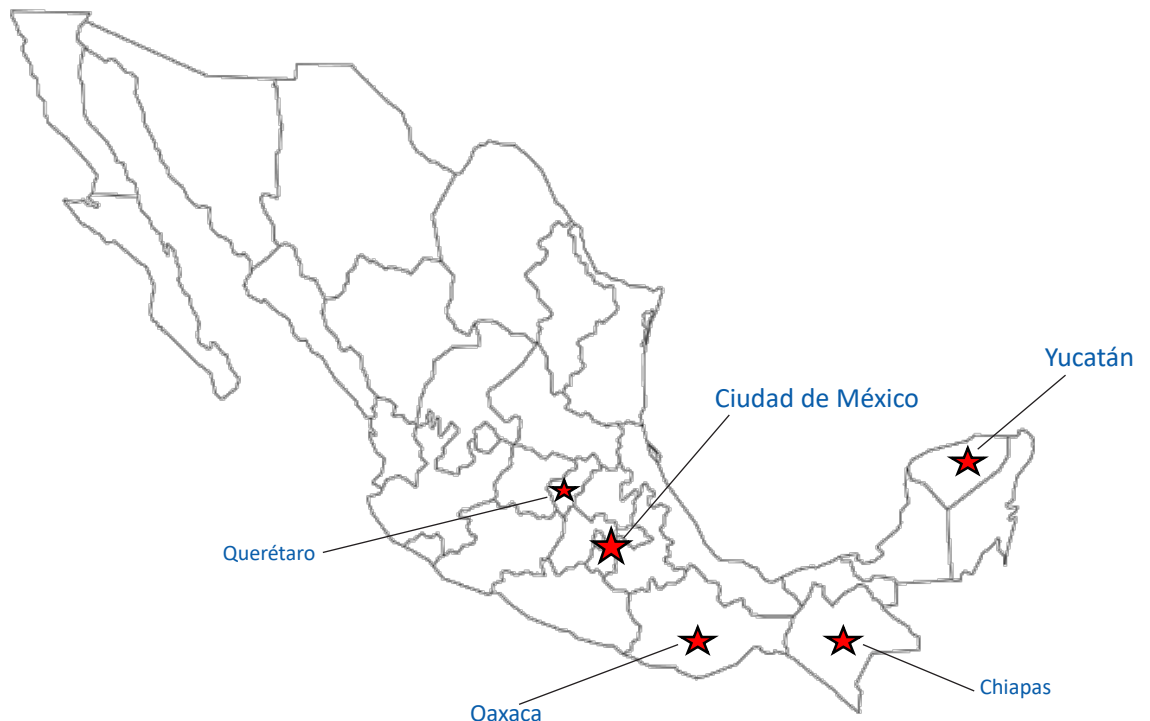 Yucatán
Ciudad de México
Querétaro
Chiapas
Oaxaca